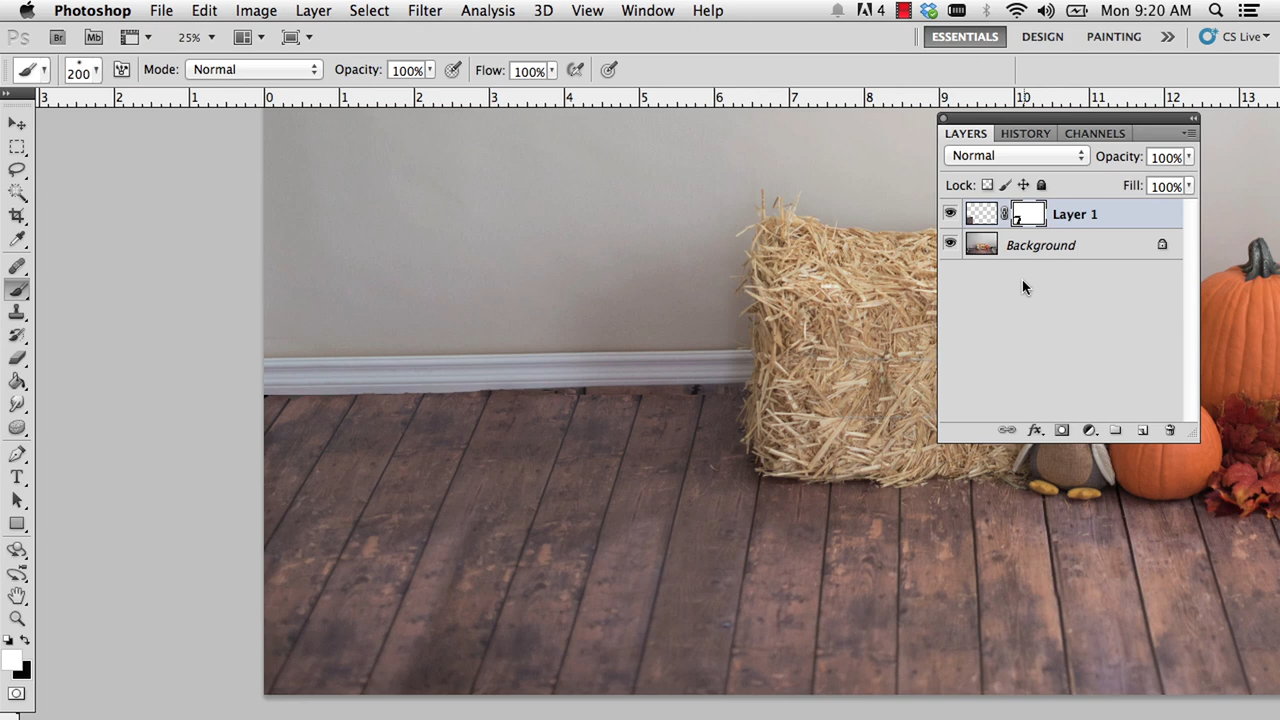 Photoshop File Edit Image Layer Select Filter Analysis 3D View Window Help 4 Mon 9:20 AM
Ps Br Mb 25% ESSENTIALS DESIGN PAINTING CS Live
200 Mode: Normal Opacity: 100% Flow: 100%
3 2 1 0 1 2 3 4 5 6 7 8 9 10 11 12 13
LAYERS HISTORY CHANNELS
Normal Opacity: 100%
Lock: Fill: 100%
Layer 1
Background
fx
T